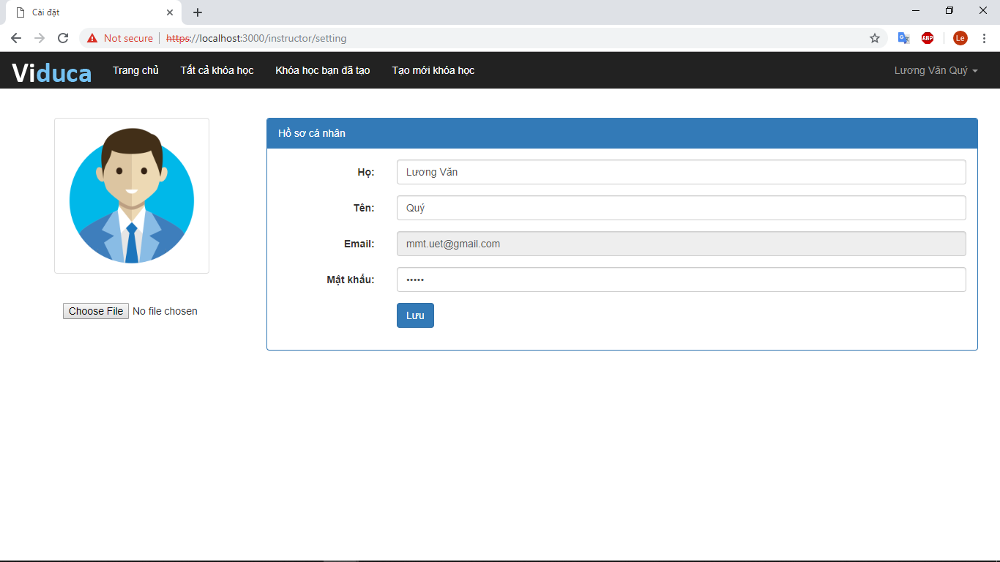 Cài đặt
Not secure https://localhost:3000/instructor/setting ABP Le
Viduca Trang chủ Tất cả khóa học Khóa học bạn đã tạo Tạo mới khóa học Lương Văn Quý
Hồ sơ cá nhân
Họ: Lương Văn
Tên: Quý
Email: mmt.uet@gmail.com
Mật khẩu: •••••
Choose File No file chosen
Lưu